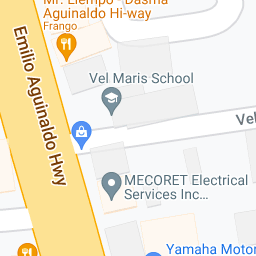 Mr. Liempo - Dasma
Aguinaldo Hi-way
Frango
Emilio Aguinaldo Hwy
Vel Maris School
Vel
MECORET Electrical
Services Inc...
Yamaha Motor